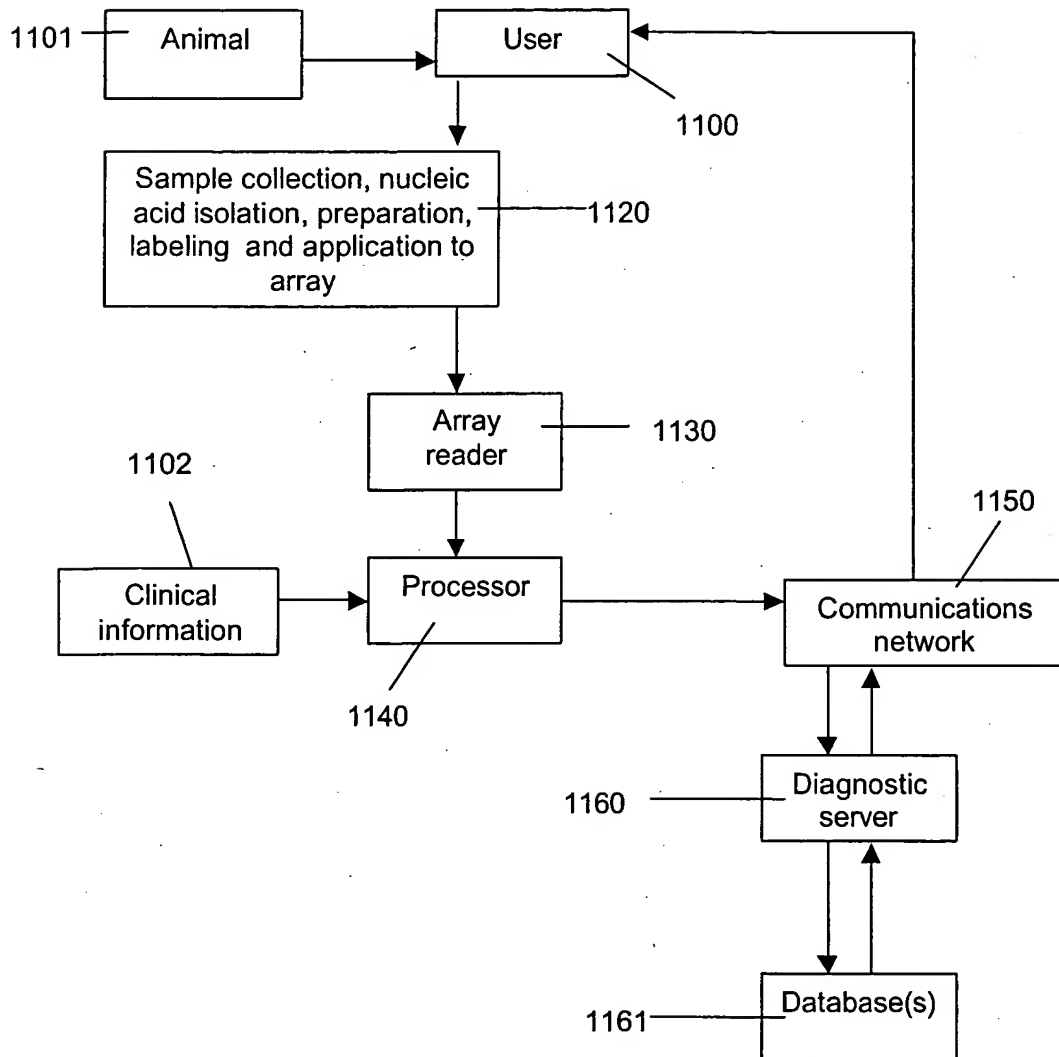 1101
Animal
User
1100
Sample collection, nucleic
acid isolation, preparation,
labeling and application to
array
1120
Array
reader
1130
1102
Clinical
information
Processor
1140
1150
Communications
network
Diagnostic
server
1160
Database(s)
1161